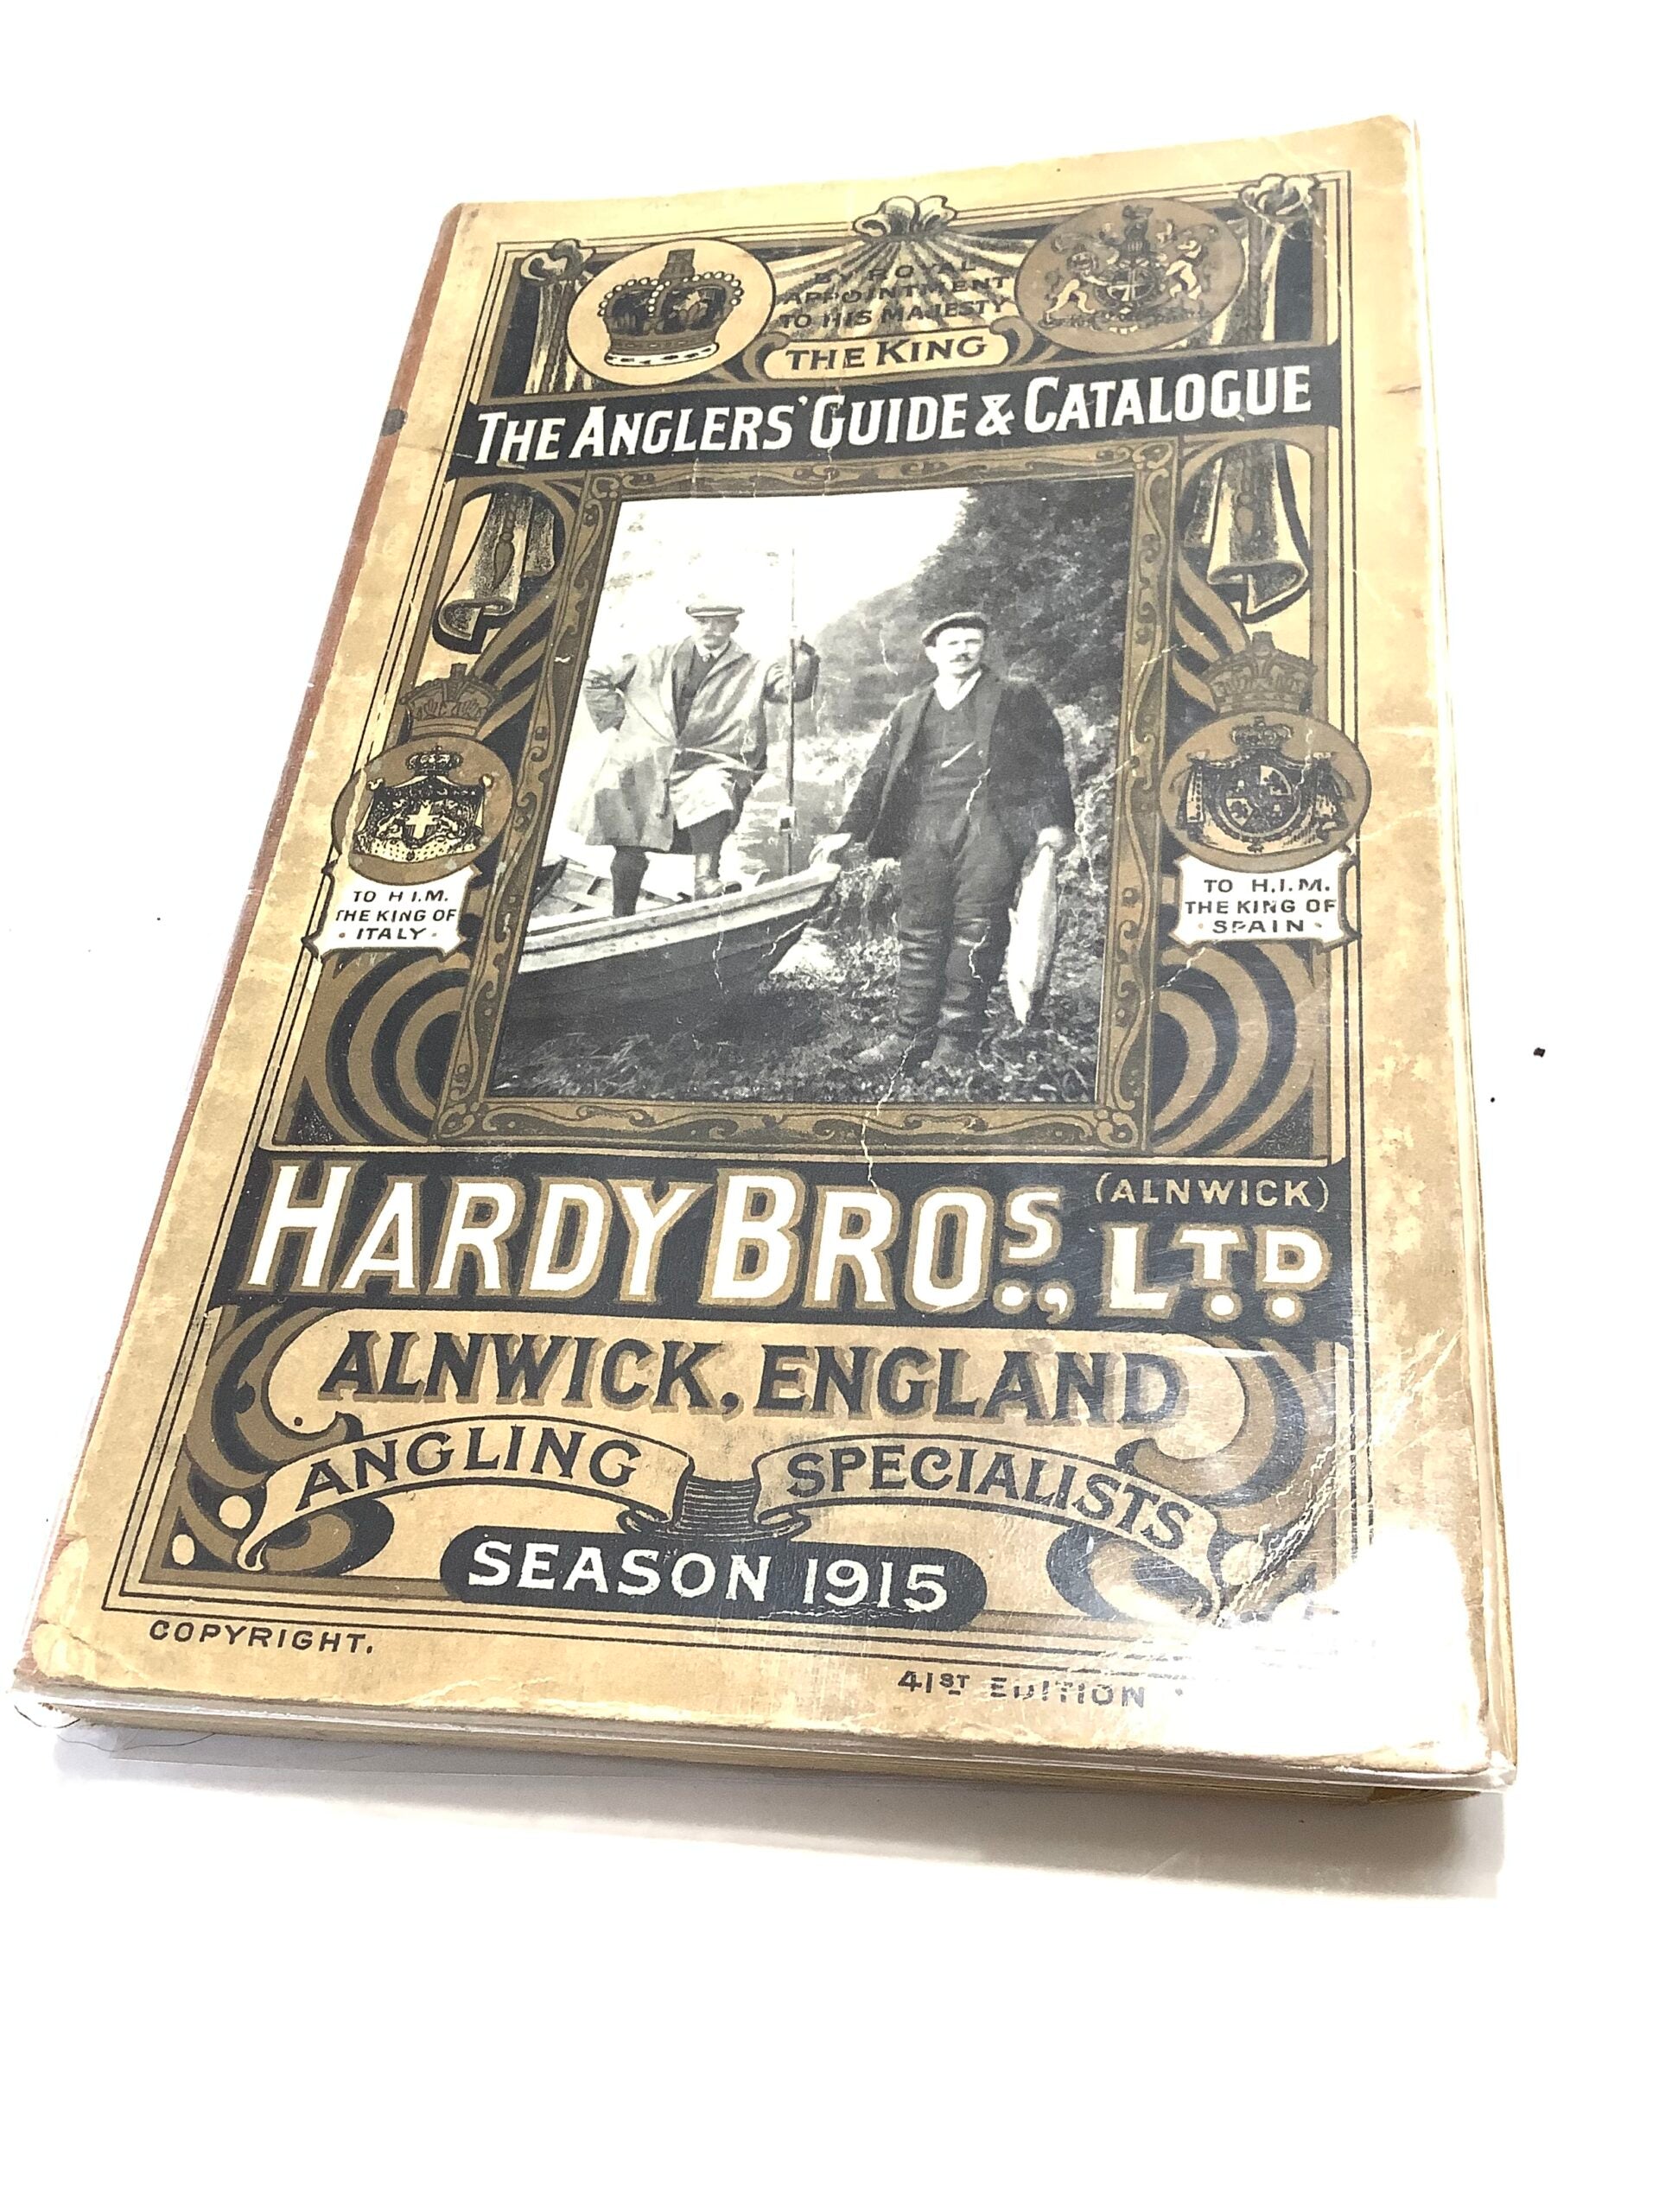 BY ROYAL
APPOINTMENT
TO HIS MAJESTY
THE KING
THE ANGLERS' GUIDE & CATALOGUE
TO H I.M.
THE KING OF
· ITALY ·
TO H.I.M.
THE KING OF
· SPAIN ·
HARDY BROS., (ALNWICK) LTD
ALNWICK, ENGLAND
ANGLING SPECIALISTS
SEASON 1915
COPYRIGHT.
41ST EDITION